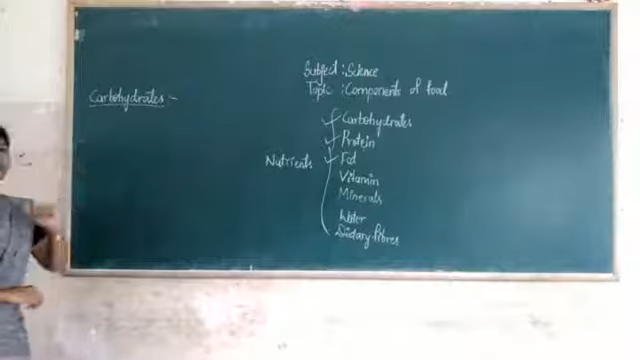 Subject : Science
Topic : Components of food
Carbohydrates :-
Carbohydrates
Protein
Nutrients
Fat
Vitamin
Minerals
Water
Dietary fibres